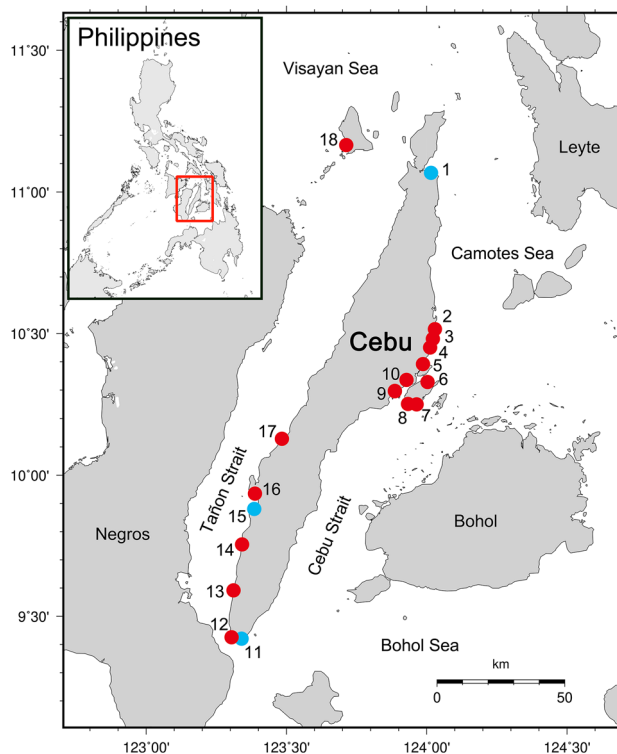 Philippines
11°30'
Visayan Sea
18
Leyte
1
11°00'
Camotes Sea
2
10°30'
3
Cebu
4
5
10
6
9
8
7
17
10°00'
16
Tañon Strait
15
Cebu Strait
Bohol
Negros
14
13
9°30'
12
11
Bohol Sea
km
0
50
123°00'
123°30'
124°00'
124°30'